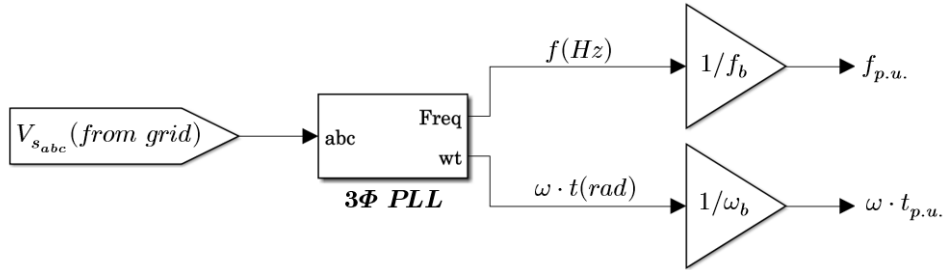 f(Hz)
1/f_b
f_{p.u.}
V_{s_{abc}}(from grid)
abc
Freq
wt
3Φ PLL
ω · t(rad)
1/ω_b
ω · t_{p.u.}